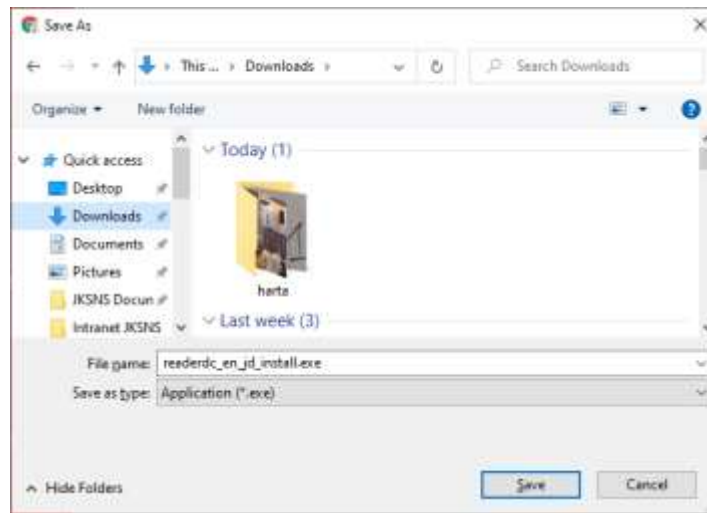 Save As
This ... › Downloads ›
Search Downloads
Organize
New folder
Quick access
Desktop
Downloads
Documents
Pictures
JKSNS Docun
Intranet JKSNS
Today (1)
harta
Last week (3)
File name: readerdc_en_jd_install.exe
Save as type: Application (*.exe)
Hide Folders
Save
Cancel